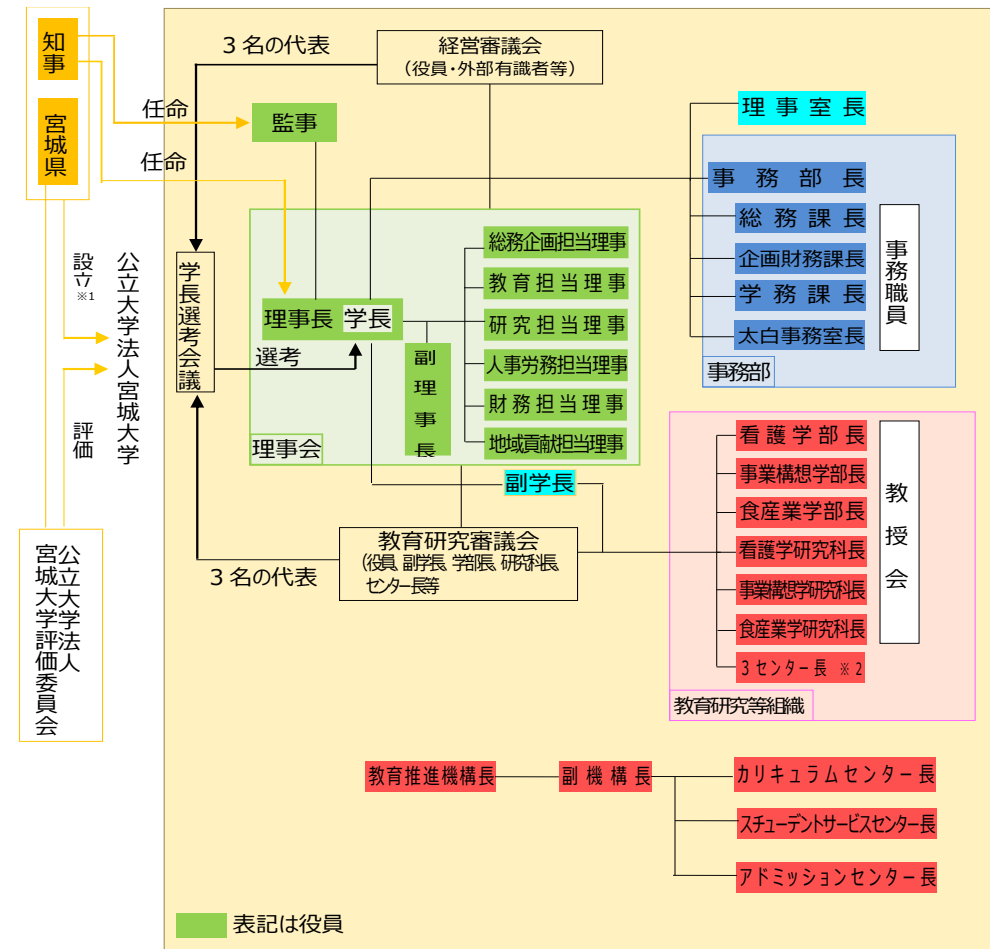 知事
宮城県
任命
任命
3名の代表
経営審議会
(役員・外部有識者等)
監事
理事室長
事務部長
総務課長
企画財務課長
学務課長
太白事務室長
事務職員
事務部
設立※1
評価
公立大学法人宮城大学
学長選考会議
選考
理事長 学長
副理事長
総務企画担当理事
教育担当理事
研究担当理事
人事労務担当理事
財務担当理事
地域貢献担当理事
理事会
副学長
3名の代表
教育研究審議会
(役員、副学長、学部長、研究科長、
センター長等
看護学部長
事業構想学部長
食産業学部長
看護学研究科長
事業構想学研究科長
食産業学研究科長
3センター長 ※2
教授会
教育研究等組織
公立大学法人
宮城大学評価委員会
教育推進機構長
副機構長
カリキュラムセンター長
スチューデントサービスセンター長
アドミッションセンター長
表記は役員